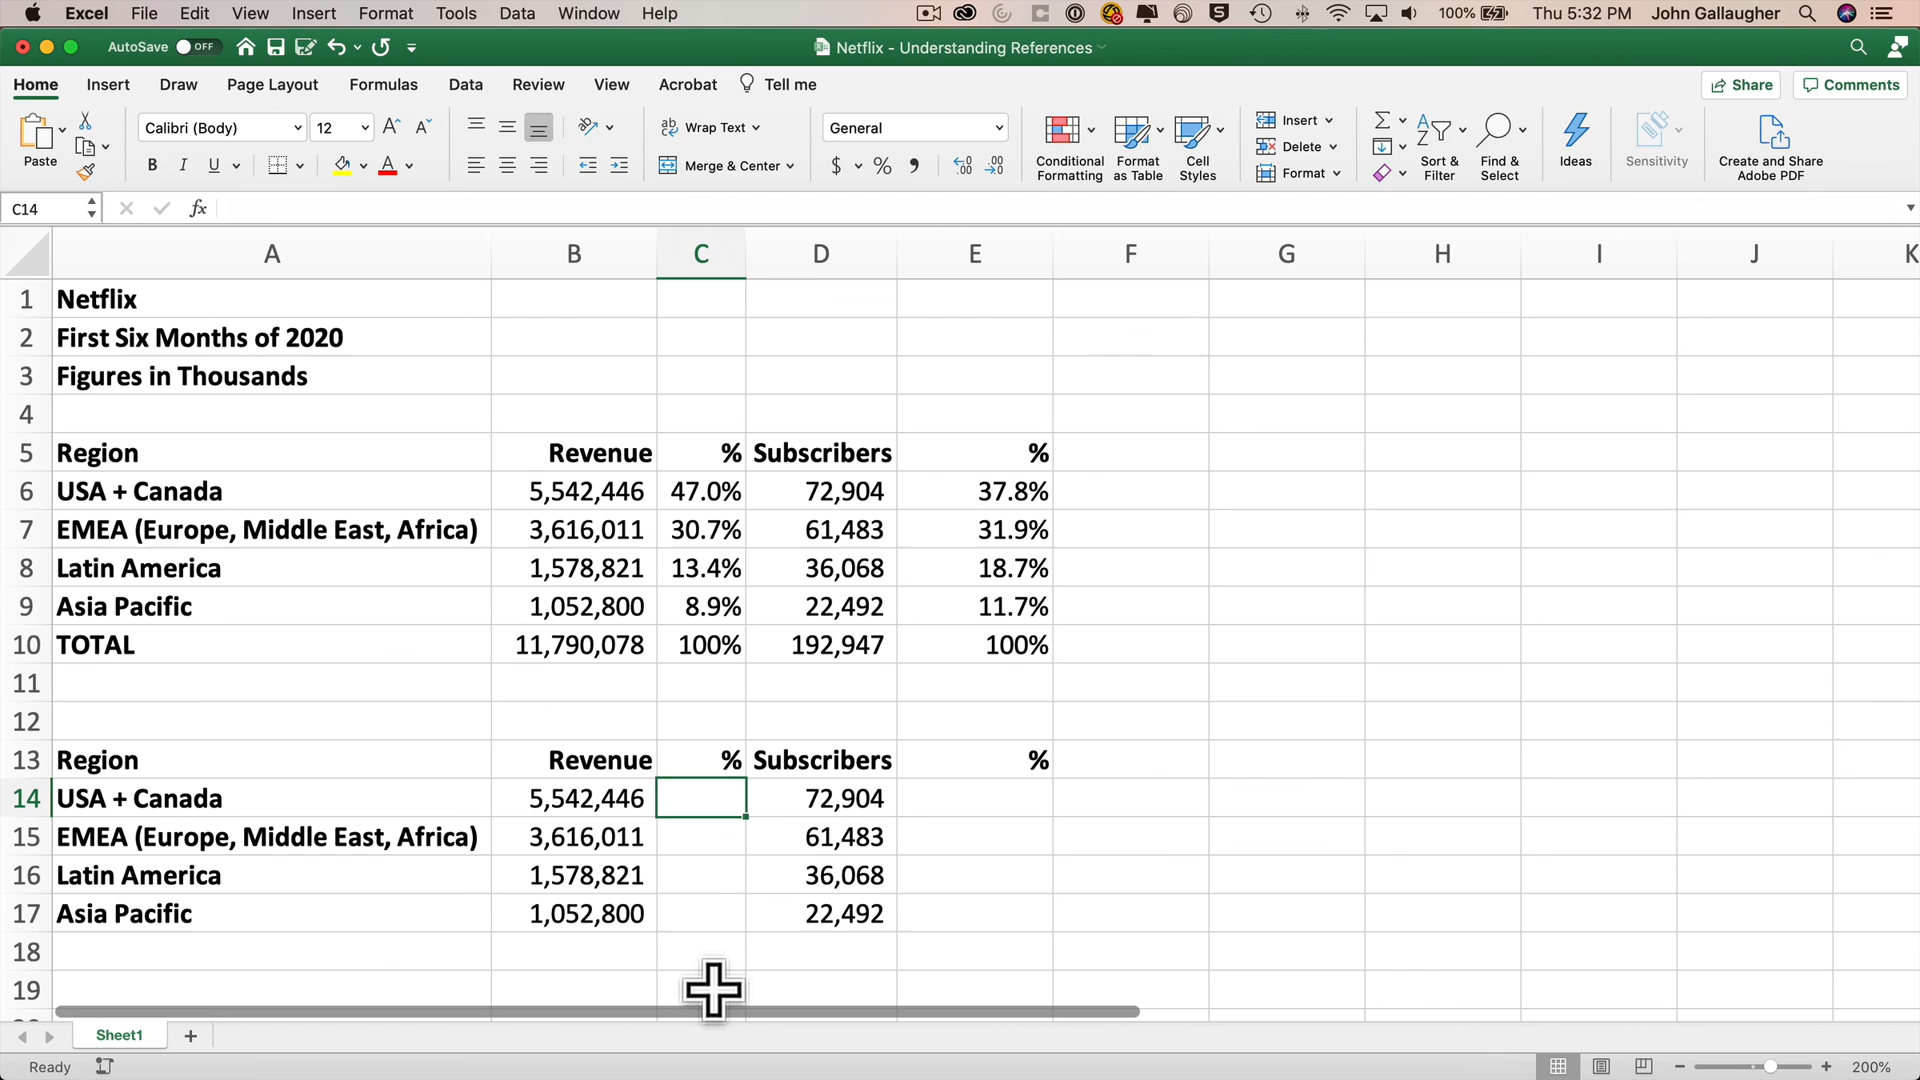 Excel File Edit View Insert Format Tools Data Window Help 100% Thu 5:32 PM John Gallaugher
AutoSave OFF Netflix - Understanding References
Home Insert Draw Page Layout Formulas Data Review View Acrobat Tell me Share Comments
Paste Calibri (Body) 12 A^ A˅ ab Wrap Text General Conditional Formatting Format as Table Cell Styles Insert Delete Format Sort & Filter Find & Select Ideas Sensitivity Create and Share Adobe PDF
B I U A Merge & Center $ % 9
C14 fx
A B C D E F G H I J K
1 Netflix
2 First Six Months of 2020
3 Figures in Thousands
4
5 Region Revenue % Subscribers %
6 USA + Canada 5,542,446 47.0% 72,904 37.8%
7 EMEA (Europe, Middle East, Africa) 3,616,011 30.7% 61,483 31.9%
8 Latin America 1,578,821 13.4% 36,068 18.7%
9 Asia Pacific 1,052,800 8.9% 22,492 11.7%
10 TOTAL 11,790,078 100% 192,947 100%
11
12
13 Region Revenue % Subscribers %
14 USA + Canada 5,542,446 72,904
15 EMEA (Europe, Middle East, Africa) 3,616,011 61,483
16 Latin America 1,578,821 36,068
17 Asia Pacific 1,052,800 22,492
18
19
Sheet1 +
Ready 200%